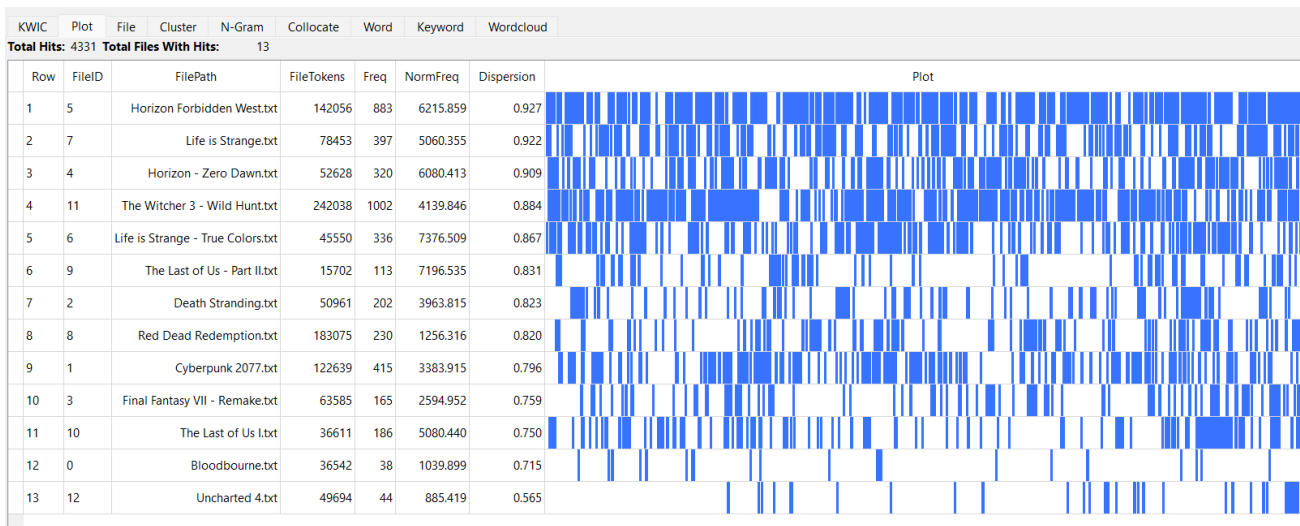 KWIC Plot File Cluster N-Gram Collocate Word Keyword Wordcloud
Total Hits: 4331 Total Files With Hits: 13
Row FileID FilePath FileTokens Freq NormFreq Dispersion Plot
1 5 Horizon Forbidden West.txt 142056 883 6215.859 0.927
2 7 Life is Strange.txt 78453 397 5060.355 0.922
3 4 Horizon - Zero Dawn.txt 52628 320 6080.413 0.909
4 11 The Witcher 3 - Wild Hunt.txt 242038 1002 4139.846 0.884
5 6 Life is Strange - True Colors.txt 45550 336 7376.509 0.867
6 9 The Last of Us - Part II.txt 15702 113 7196.535 0.831
7 2 Death Stranding.txt 50961 202 3963.815 0.823
8 8 Red Dead Redemption.txt 183075 230 1256.316 0.820
9 1 Cyberpunk 2077.txt 122639 415 3383.915 0.796
10 3 Final Fantasy VII - Remake.txt 63585 165 2594.952 0.759
11 10 The Last of Us I.txt 36611 186 5080.440 0.750
12 0 Bloodbourne.txt 36542 38 1039.899 0.715
13 12 Uncharted 4.txt 49694 44 885.419 0.565